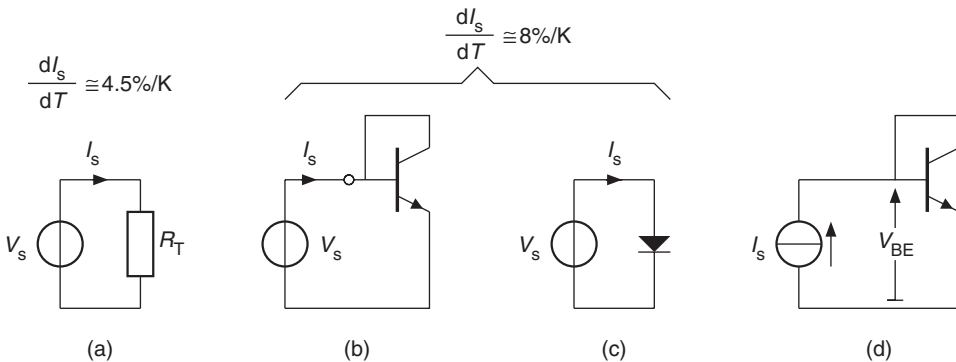 dI_s
dT
≅ 8%/K
dI_s
dT
≅ 4.5%/K
I_s
I_s
I_s
V_s
R_T
V_s
V_s
I_s
V_BE
(a)
(b)
(c)
(d)